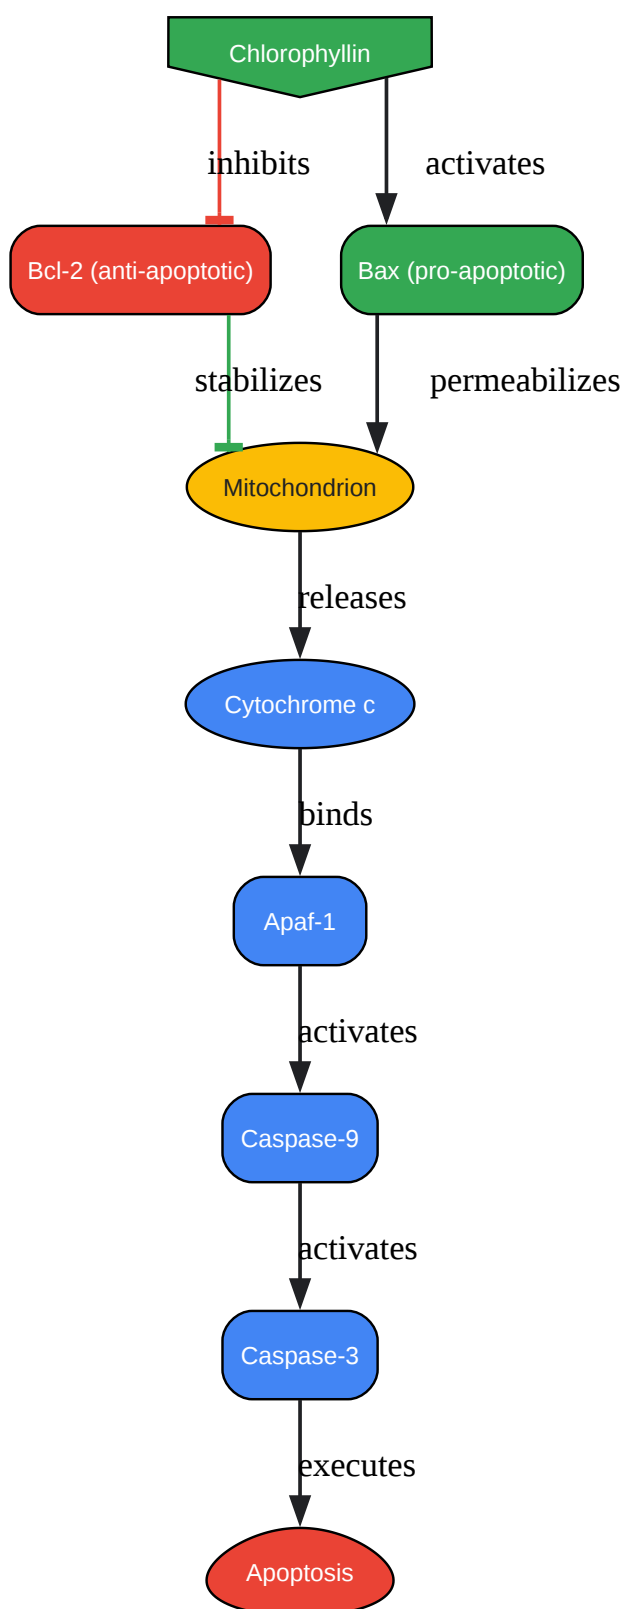 Chlorophyllin
inhibits
activates
Bcl-2 (anti-apoptotic)
Bax (pro-apoptotic)
stabilizes
permeabilizes
Mitochondrion
releases
Cytochrome c
binds
Apaf-1
activates
Caspase-9
activates
Caspase-3
executes
Apoptosis